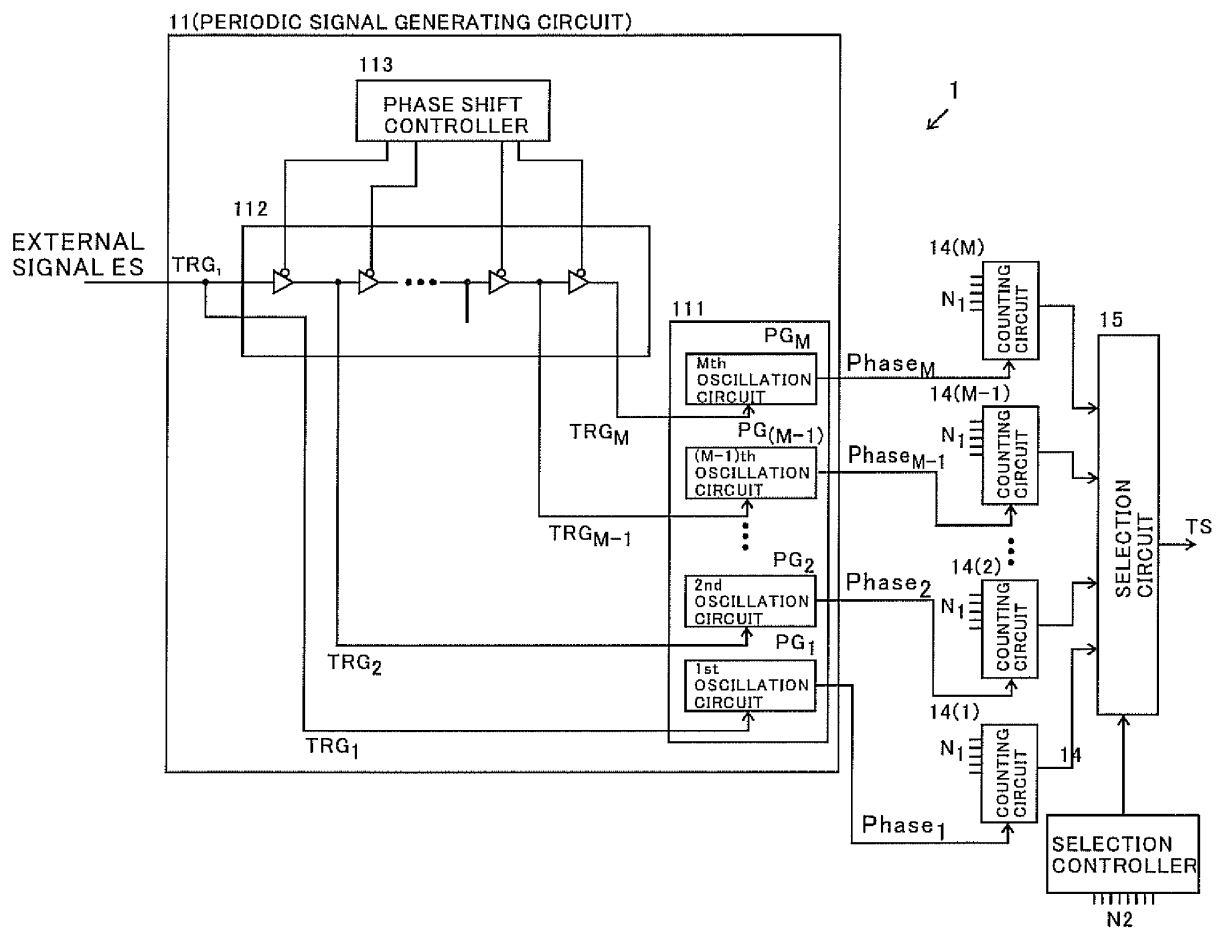 11(PERIODIC SIGNAL GENERATING CIRCUIT)
113
PHASE SHIFT
CONTROLLER
1
112
EXTERNAL
SIGNAL ES
TRG1
111
PGM
Mth
OSCILLATION
CIRCUIT
PhaseM
TRGM
PG(M-1)
(M-1)th
OSCILLATION
CIRCUIT
PhaseM-1
TRGM-1
PG2
2nd
OSCILLATION
CIRCUIT
Phase2
TRG2
PG1
1st
OSCILLATION
CIRCUIT
TRG1
Phase1
14(M)
N1
COUNTING
CIRCUIT
14(M-1)
N1
COUNTING
CIRCUIT
14(2)
N1
COUNTING
CIRCUIT
14(1)
N1
COUNTING
CIRCUIT
14
15
SELECTION
CIRCUIT
TS
SELECTION
CONTROLLER
N2